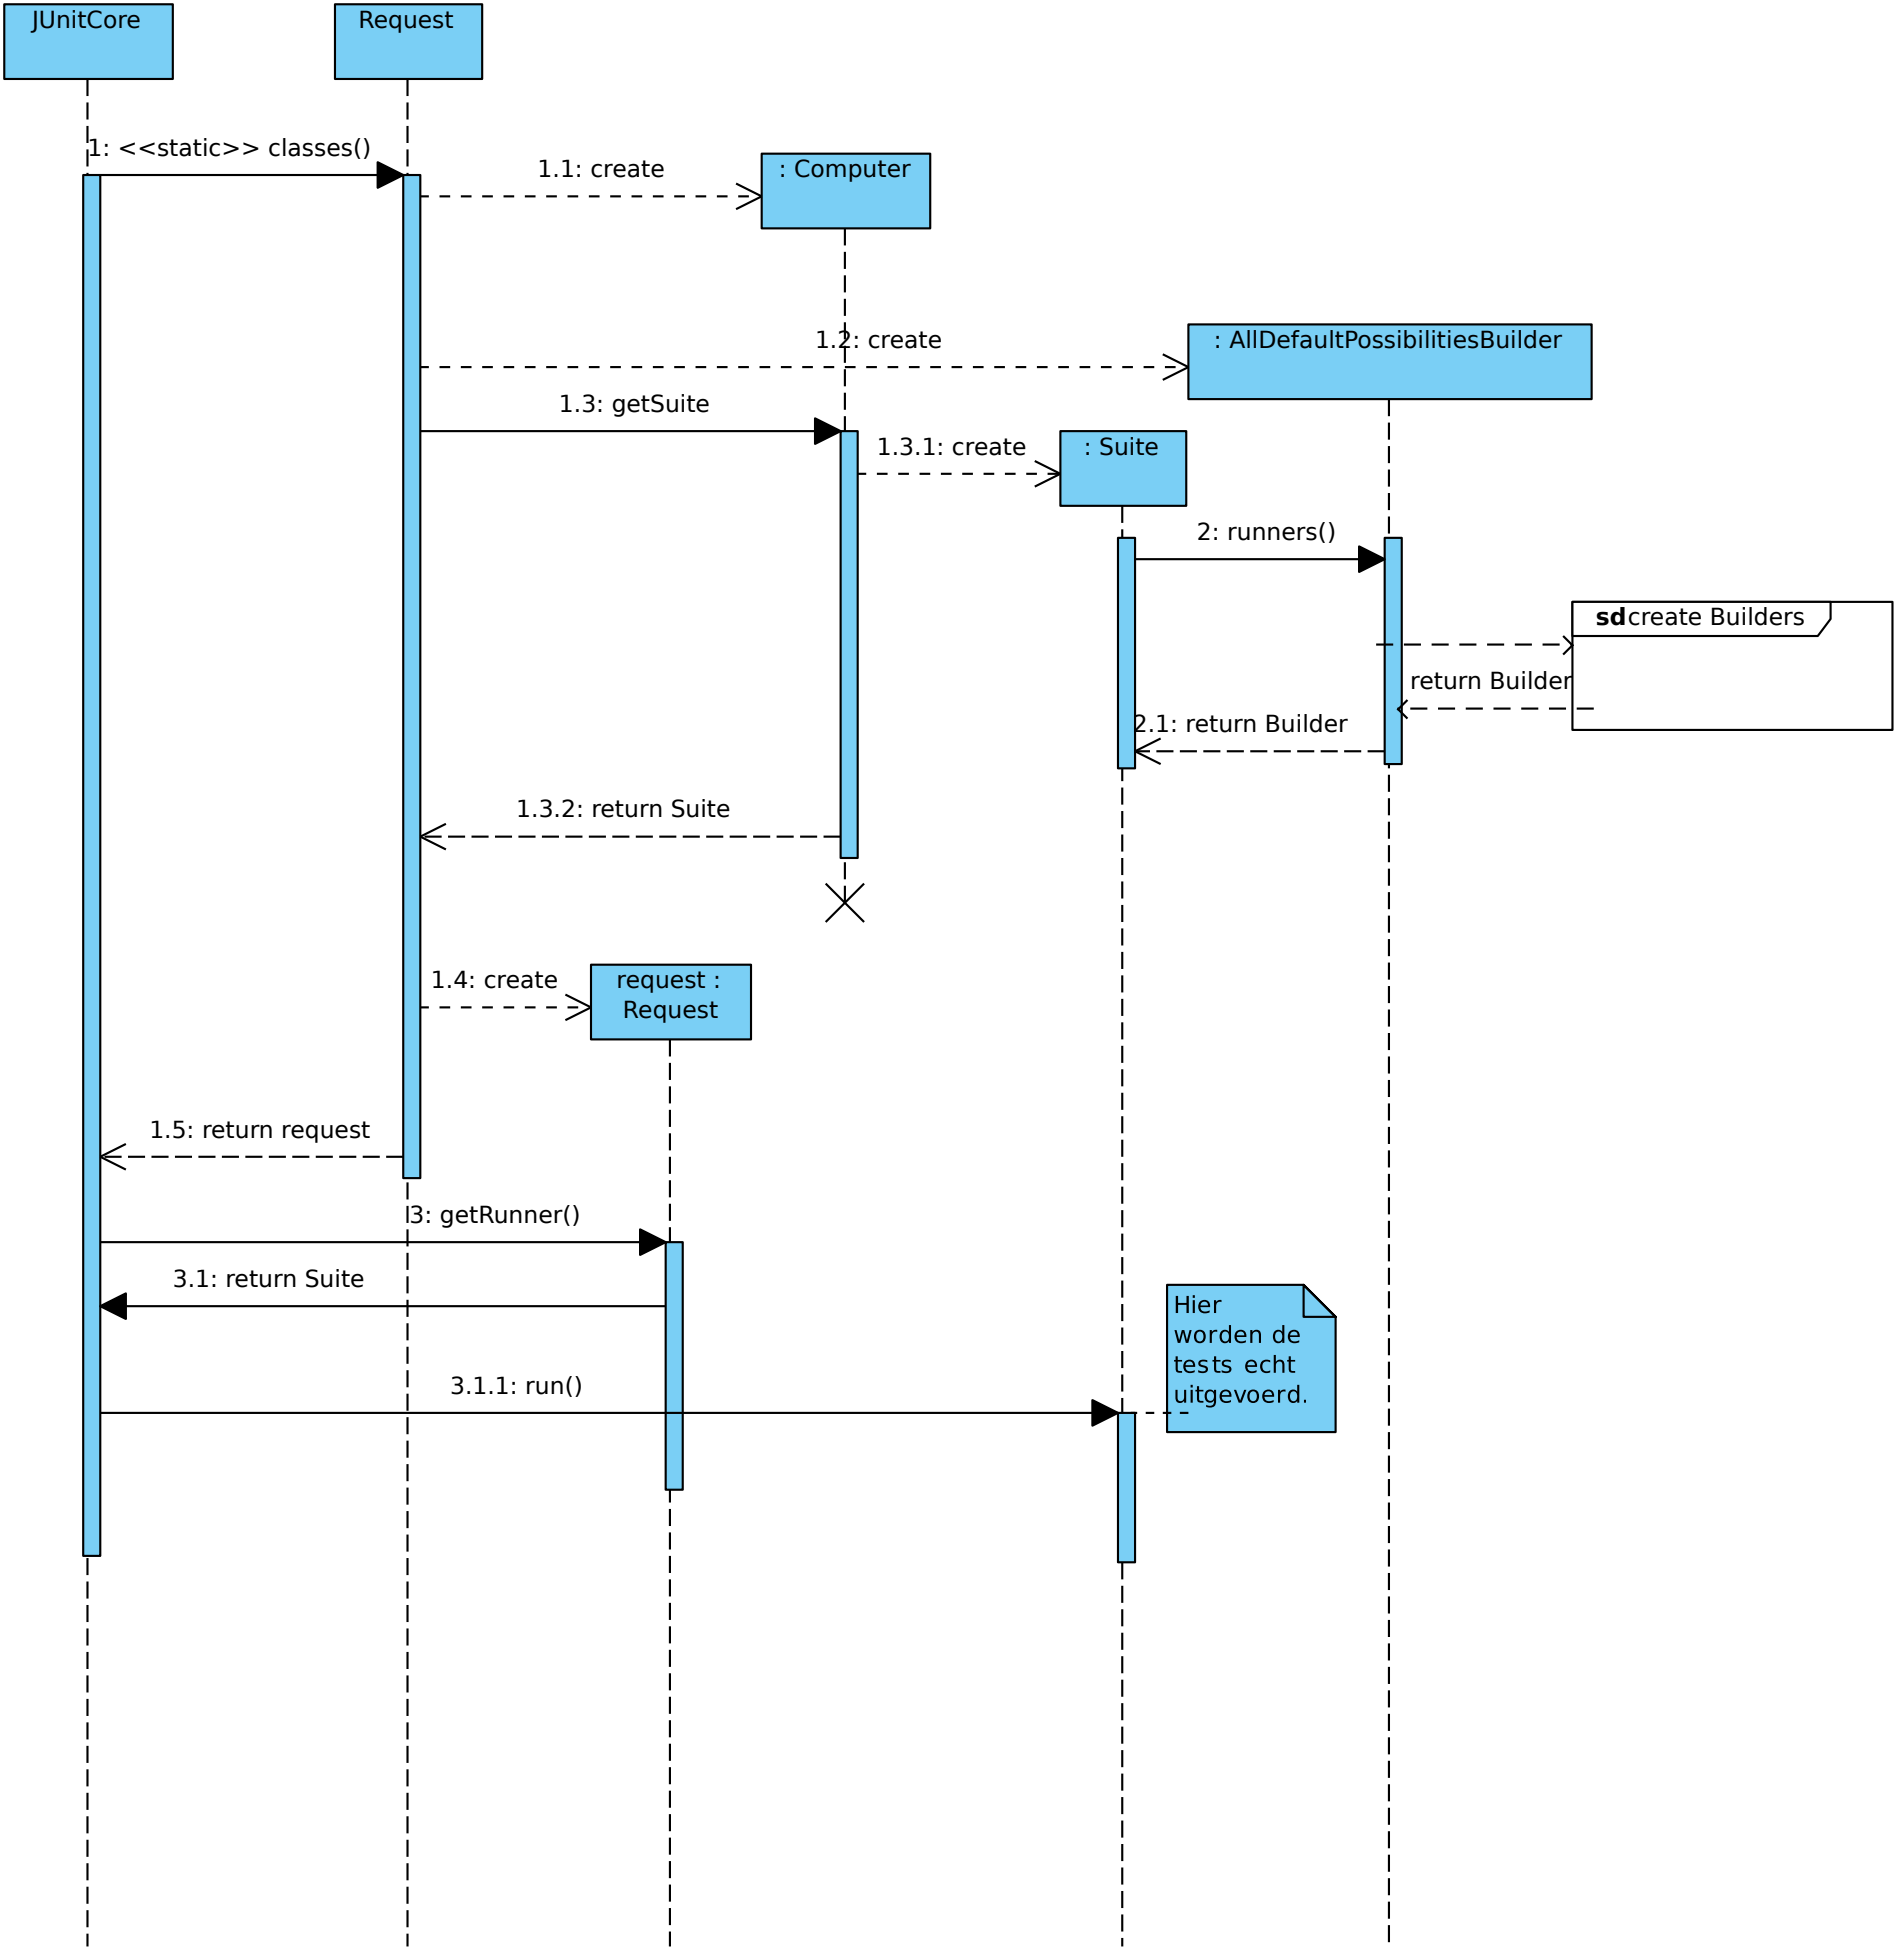 JUnitCore
Request
1: <<static>> classes()
1.1: create
: Computer
1.2: create
: AllDefaultPossibilitiesBuilder
1.3: getSuite
1.3.1: create
: Suite
2: runners()
sd create Builders
return Builder
2.1: return Builder
1.3.2: return Suite
1.4: create
request :
Request
1.5: return request
3: getRunner()
3.1: return Suite
Hier
worden de
tests echt
uitgevoerd.
3.1.1: run()